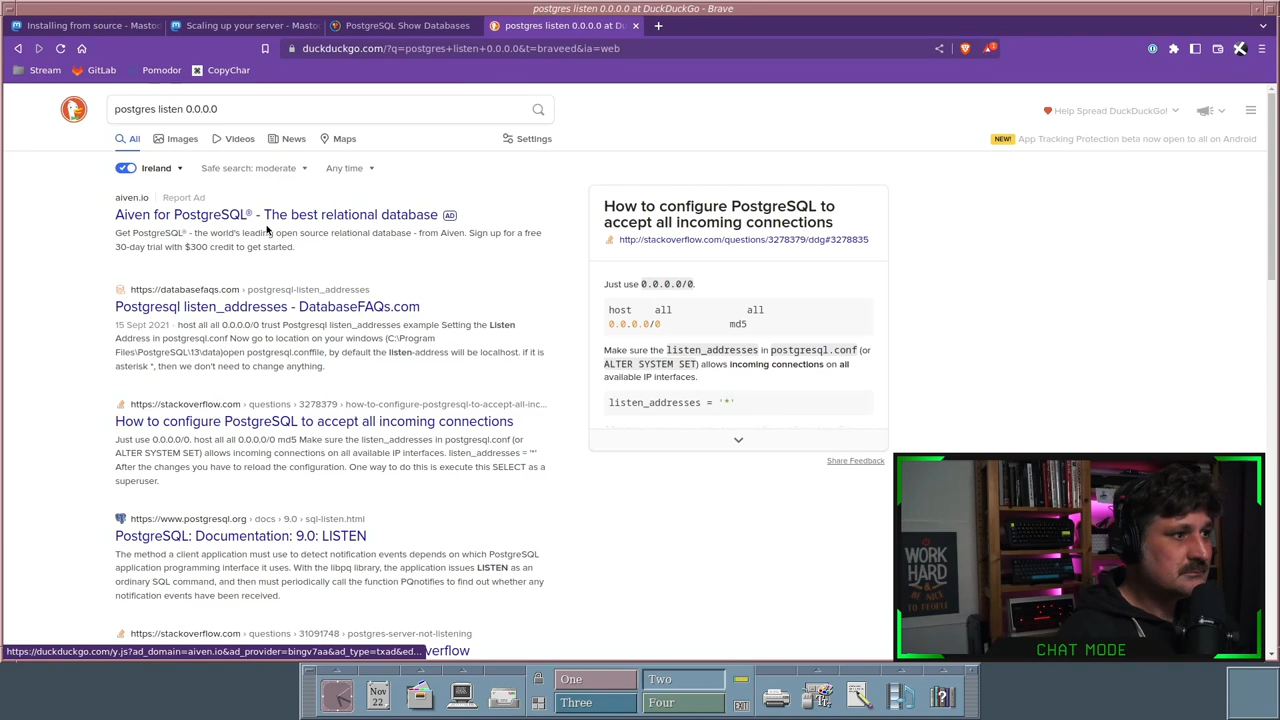 postgres listen 0.0.0.0 at DuckDuckGo - Brave
Installing from source - Mastod
Scaling up your server - Mastod
PostgreSQL Show Databases
postgres listen 0.0.0.0 at Du
duckduckgo.com/?q=postgres+listen+0.0.0.0&t=braveed&ia=web
Stream
GitLab
Pomodor
CopyChar
postgres listen 0.0.0.0
Help Spread DuckDuckGo!
All
Images
Videos
News
Maps
Settings
NEW! App Tracking Protection beta now open to all on Android
Ireland
Safe search: moderate
Any time
aiven.io
Report Ad
Aiven for PostgreSQL® - The best relational database AD
Get PostgreSQL® - the world's leading open source relational database - from Aiven. Sign up for a free
30-day trial with $300 credit to get started.
https://databasefaqs.com › postgresql-listen_addresses
Postgresql listen_addresses - DatabaseFAQs.com
15 Sept 2021 · host all all 0.0.0.0/0 trust Postgresql listen_addresses example Setting the Listen
Address in postgresql.conf Now go to location on your windows (C:\Program
Files\PostgreSQL\13\data)open postgresql.conffile, by default the listen-address will be localhost. if it is
asterisk *, then we don't need to change anything.
https://stackoverflow.com › questions › 3278379 › how-to-configure-postgresql-to-accept-all-inc...
How to configure PostgreSQL to accept all incoming connections
Just use 0.0.0.0/0. host all all 0.0.0.0/0 md5 Make sure the listen_addresses in postgresql.conf (or
ALTER SYSTEM SET) allows incoming connections on all available IP interfaces. listen_addresses = '*'
After the changes you have to reload the configuration. One way to do this is execute this SELECT as a
superuser.
https://www.postgresql.org › docs › 9.0 › sql-listen.html
PostgreSQL: Documentation: 9.0: LISTEN
The method a client application must use to detect notification events depends on which PostgreSQL
application programming interface it uses. With the libpq library, the application issues LISTEN as an
ordinary SQL command, and then must periodically call the function PQnotifies to find out whether any
notification events have been received.
https://stackoverflow.com › questions › 31091748 › postgres-server-not-listening
verflow
https://duckduckgo.com/y.js?ad_domain=aiven.io&ad_provider=bingv7aa&ad_type=txad&ed...
How to configure PostgreSQL to
accept all incoming connections
http://stackoverflow.com/questions/3278379/ddg#3278835
Just use 0.0.0.0/0.
host all all
0.0.0.0/0 md5
Make sure the listen_addresses in postgresql.conf (or
ALTER SYSTEM SET) allows incoming connections on all
available IP interfaces.
listen_addresses = '*'
Share Feedback
WORK
HARD
& BE NICE
TO PEOPLE
CHAT MODE
Nov
22
One
Two
Three
Four
EXIT